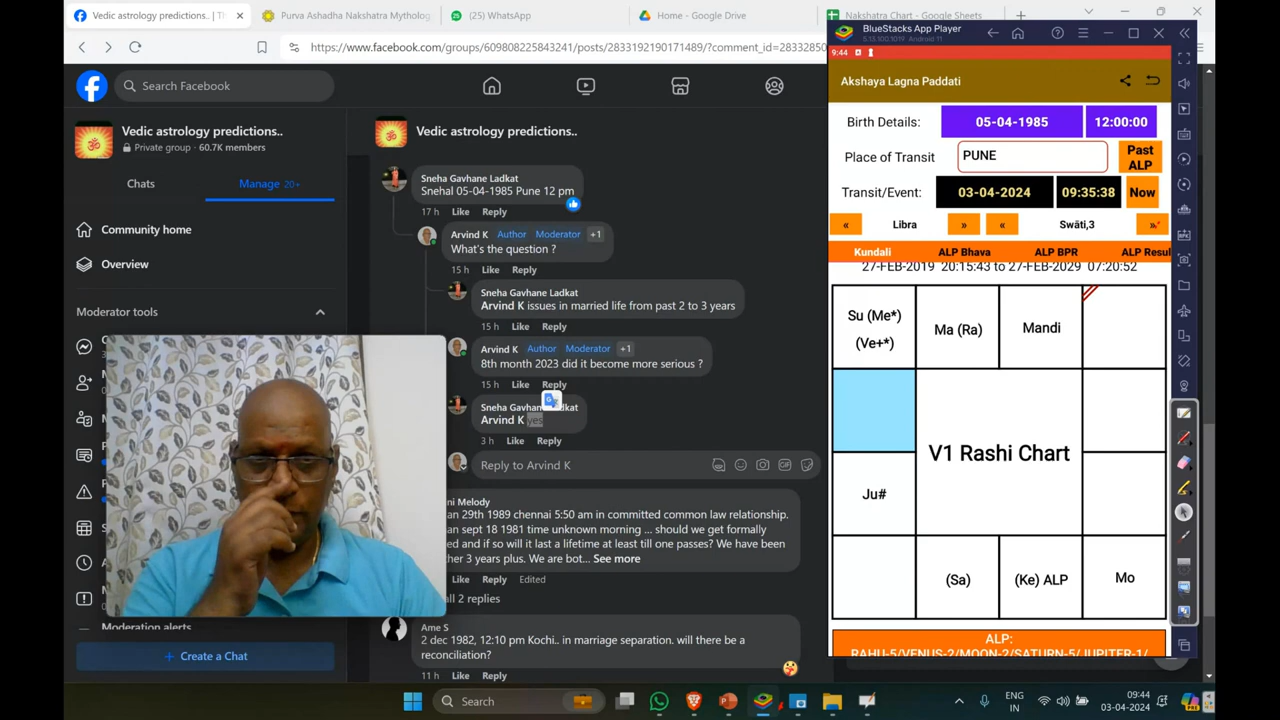 Vedic astrology predictions.. | Th
Purva Ashadha Nakshatra Mytholog
(25) WhatsApp
Home - Google Drive
Nakshatra Chart - Google Sheets
https://www.facebook.com/groups/609808225843241/posts/2833192190171489/?comment_id=28332850
Search Facebook
Vedic astrology predictions..
Private group · 60.7K members
Chats
Manage 20+
Community home
Overview
Moderator tools
Moderation alerts
+ Create a Chat
Vedic astrology predictions..
Sneha Gavhane Ladkat
Snehal 05-04-1985 Pune 12 pm
17 h Like Reply
Arvind K Author Moderator +1
What's the question ?
15 h Like Reply
Sneha Gavhane Ladkat
Arvind K issues in married life from past 2 to 3 years
15 h Like Reply
Arvind K Author Moderator +1
8th month 2023 did it become more serious ?
15 h Like Reply
Sneha Gavhane Ladkat
Arvind K yes
3 h Like Reply
Reply to Arvind K
ni Melody
an 29th 1989 chennai 5:50 am in committed common law relationship.
an sept 18 1981 time unknown morning ... should we get formally
ed and if so will it last a lifetime at least till one passes? We have been
ther 3 years plus. We are bot... See more
Like Reply Edited
all 2 replies
Ame S
2 dec 1982, 12:10 pm Kochi.. in marriage separation. will there be a
reconciliation?
11 h Like Reply
BlueStacks App Player
5.13.200.1019 Android 11
9:44
Akshaya Lagna Paddati
Birth Details: 05-04-1985 12:00:00
Place of Transit PUNE Past
ALP
Transit/Event: 03-04-2024 09:35:38 Now
« Libra » « Swāti,3 »
Kundali ALP Bhava ALP BPR ALP Resul
27-FEB-2019 20:15:43 to 27-FEB-2029 07:20:52
Su (Me*)
(Ve+*)
Ma (Ra)
Mandi
V1 Rashi Chart
Ju#
(Sa)
(Ke) ALP
Mo
ALP:
RAHU-5/VENUS-2/MOON-2/SATURN-5/JUPITER-1/
Search
ENG
IN
09:44
03-04-2024